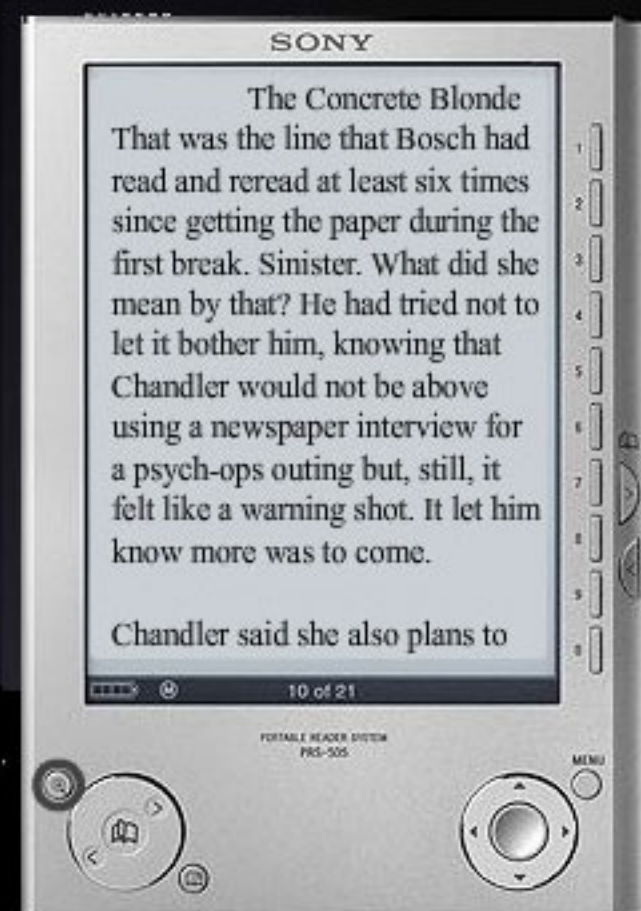 SONY
The Concrete Blonde
That was the line that Bosch had
read and reread at least six times
since getting the paper during the
first break. Sinister. What did she
mean by that? He had tried not to
let it bother him, knowing that
Chandler would not be above
using a newspaper interview for
a psych-ops outing but, still, it
felt like a warning shot. It let him
know more was to come.
Chandler said she also plans to
10 of 21
PORTABLE READER SYSTEM
PRS-505
MENU
1
2
3
4
5
6
7
8
9
0